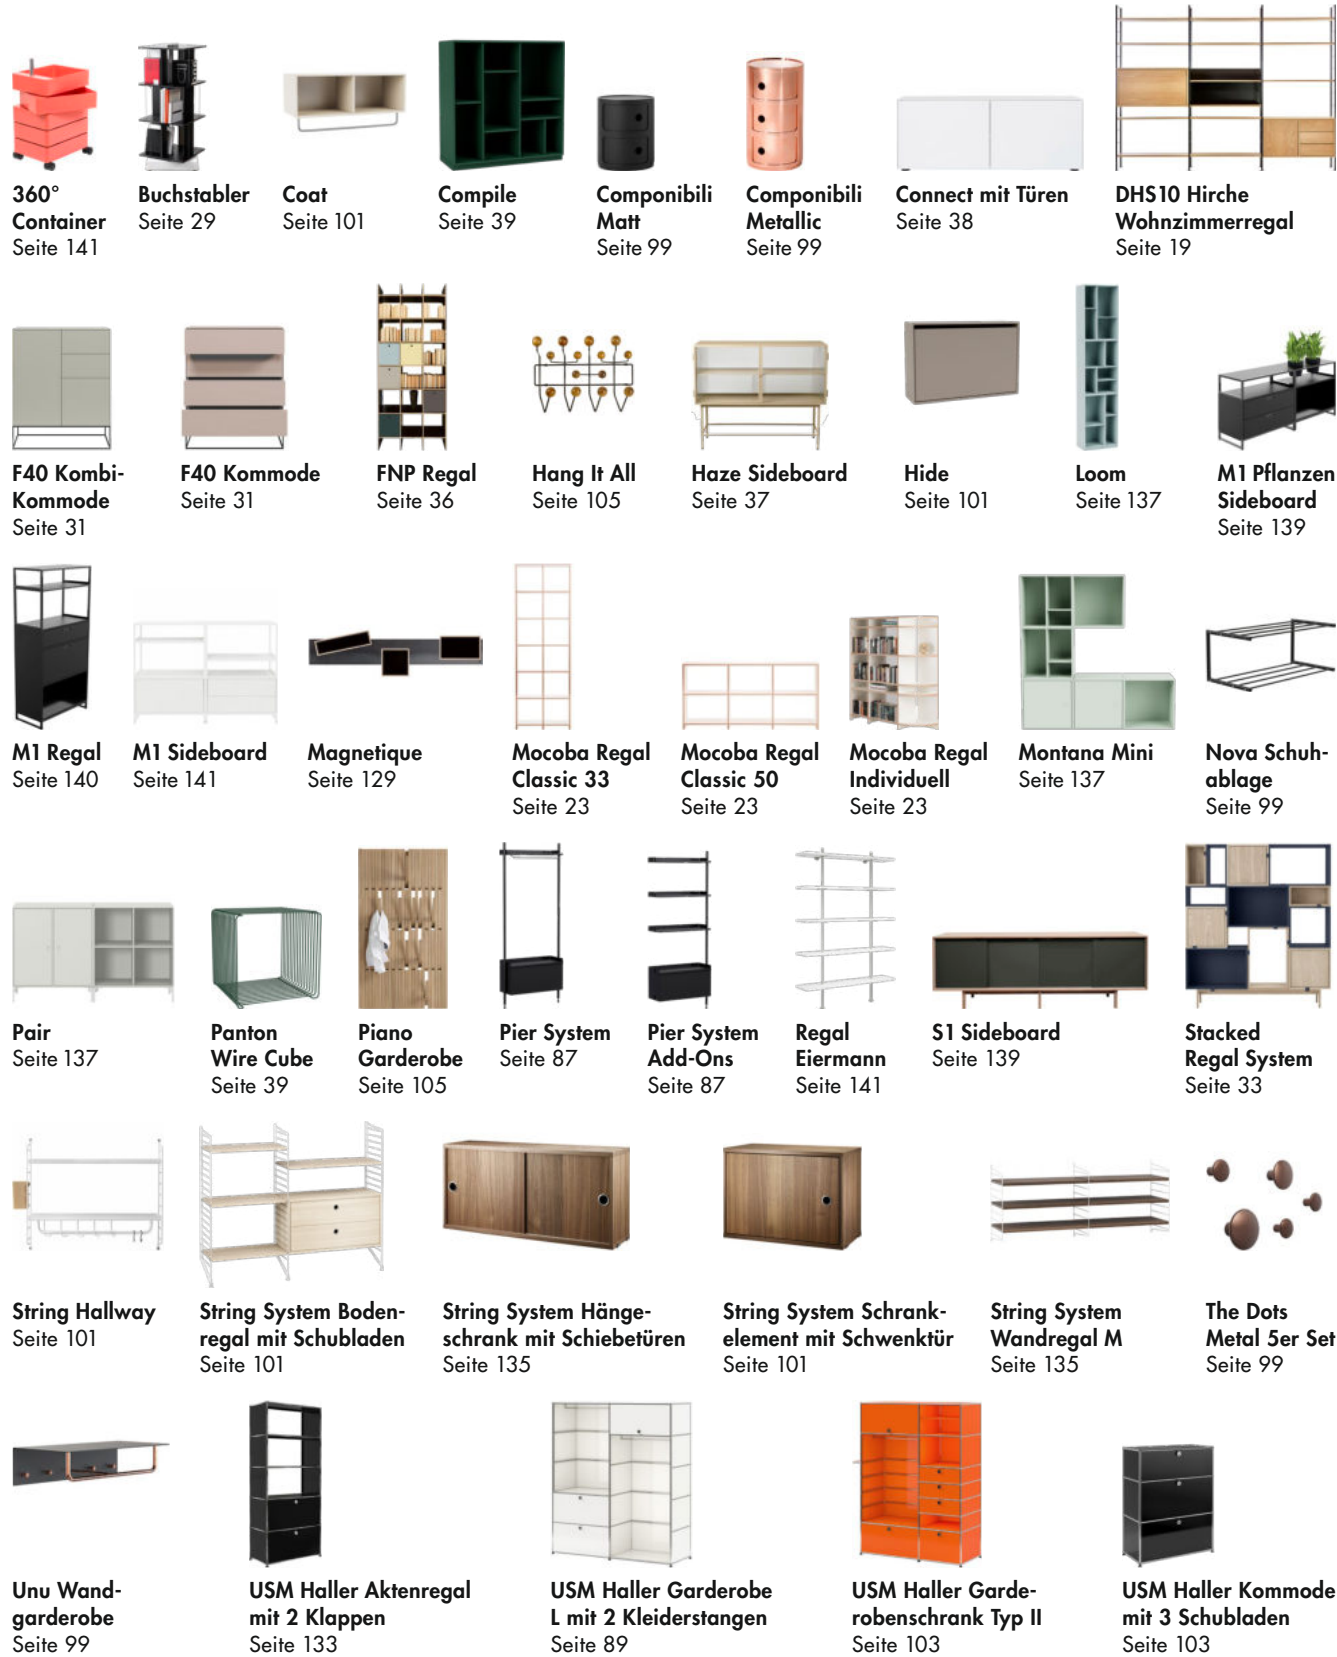 360°
Container
Seite 141
Buchstabler
Seite 29
Coat
Seite 101
Compile
Seite 39
Componibili
Matt
Seite 99
Componibili
Metallic
Seite 99
Connect mit Türen
Seite 38
DHS10 Hirche
Wohnzimmerregal
Seite 19
F40 Kombi-
Kommode
Seite 31
F40 Kommode
Seite 31
FNP Regal
Seite 36
Hang It All
Seite 105
Haze Sideboard
Seite 37
Hide
Seite 101
Loom
Seite 137
M1 Pflanzen
Sideboard
Seite 139
M1 Regal
Seite 140
M1 Sideboard
Seite 141
Magnetique
Seite 129
Mocoba Regal
Classic 33
Seite 23
Mocoba Regal
Classic 50
Seite 23
Mocoba Regal
Individuell
Seite 23
Montana Mini
Seite 137
Nova Schuh-
ablage
Seite 99
Pair
Seite 137
Panton
Wire Cube
Seite 39
Piano
Garderobe
Seite 105
Pier System
Seite 87
Pier System
Add-Ons
Seite 87
Regal
Eiermann
Seite 141
S1 Sideboard
Seite 139
Stacked
Regal System
Seite 33
String Hallway
Seite 101
String System Boden-
regal mit Schubladen
Seite 101
String System Hänge-
schrank mit Schiebetüren
Seite 135
String System Schrank-
element mit Schwenktür
Seite 101
String System
Wandregal M
Seite 135
The Dots
Metal 5er Set
Seite 99
Unu Wand-
garderobe
Seite 99
USM Haller Aktenregal
mit 2 Klappen
Seite 133
USM Haller Garderobe
L mit 2 Kleiderstangen
Seite 89
USM Haller Garde-
robenschrank Typ II
Seite 103
USM Haller Kommode
mit 3 Schubladen
Seite 103